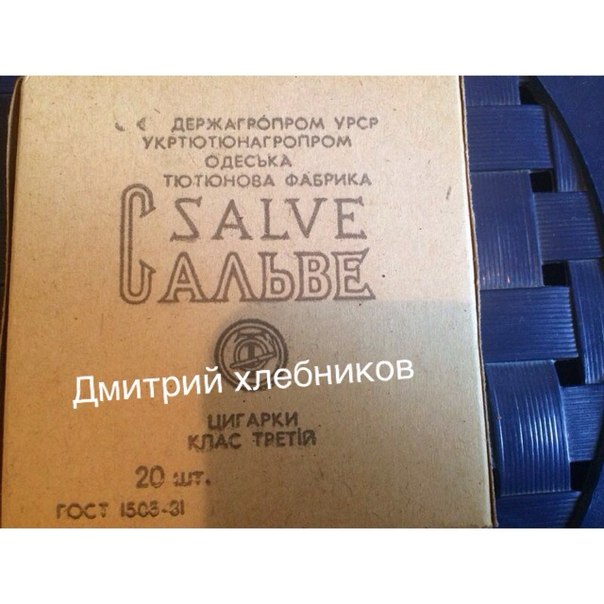 ДЕРЖАГРОПРОМ УРСР
УКРТЮТЮНАГРОПРОМ
ОДЕСЬКА
ТЮТЮНОВА ФАБРИКА
SALVE
САЛЬВЕ
Дмитрий хлебников
ЦИГАРКИ
КЛАС ТРЕТІЙ
20 шт.
ГОСТ 1505-81